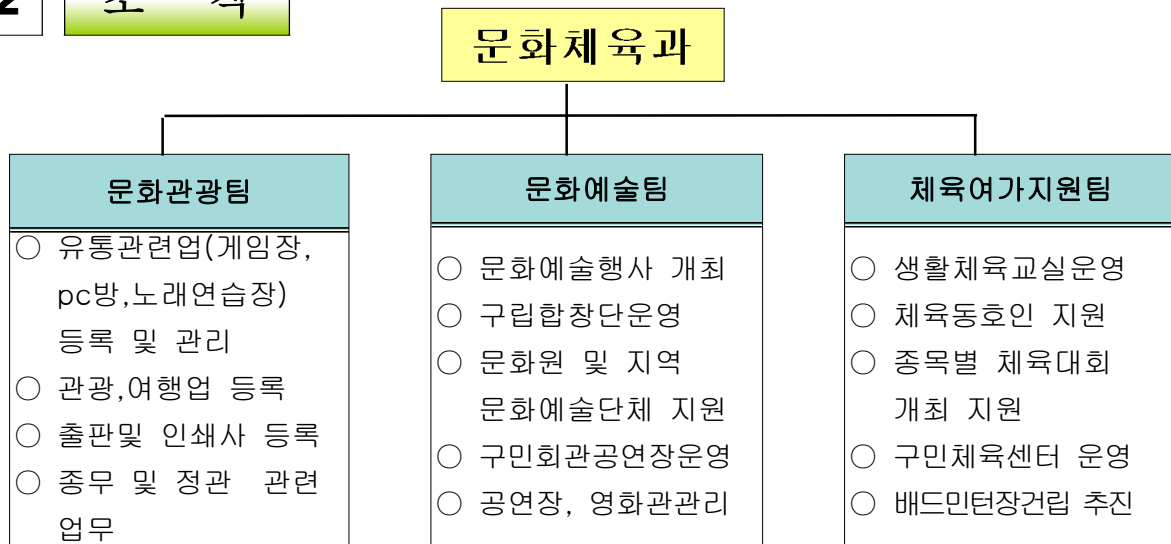 2
조 직
문화체육과
문화관광팀
○ 유통관련업(게임장,
pc방,노래연습장)
등록 및 관리
○ 관광,여행업 등록
○ 출판및 인쇄사 등록
○ 종무 및 정관 관련
업무
문화예술팀
○ 문화예술행사 개최
○ 구립합창단운영
○ 문화원 및 지역
문화예술단체 지원
○ 구민회관공연장운영
○ 공연장, 영화관관리
체육여가지원팀
○ 생활체육교실운영
○ 체육동호인 지원
○ 종목별 체육대회
개최 지원
○ 구민체육센터 운영
○ 배드민턴장건립 추진